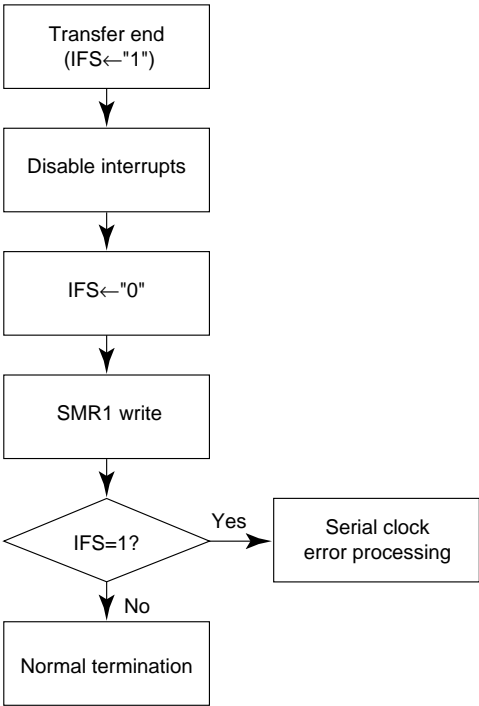 Transfer end
(IFS←"1")
Disable interrupts
IFS←"0"
SMR1 write
IFS=1?
Yes
Serial clock
error processing
No
Normal termination